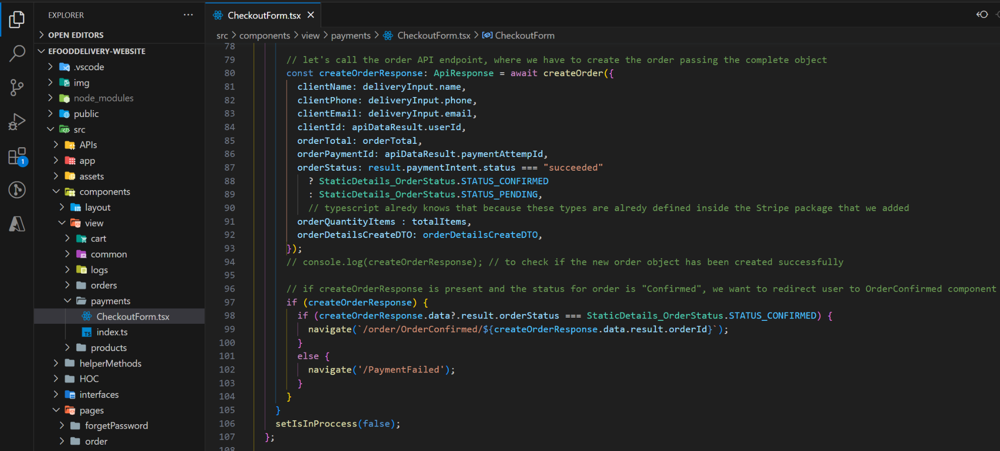 EXPLORER
OPEN EDITORS
EFOODDELIVERY-WEBSITE
.vscode
img
node_modules
public
src
APIs
app
assets
components
layout
view
cart
common
logs
orders
payments
CheckoutForm.tsx
TS index.ts
products
helperMethods
HOC
interfaces
pages
forgetPassword
order
1
CheckoutForm.tsx
src > components > view > payments > CheckoutForm.tsx > CheckoutForm
78
79 // let's call the order API endpoint, where we have to create the order passing the complete object
80 const createOrderResponse: ApiResponse = await createOrder({
81 clientName: deliveryInput.name,
82 clientPhone: deliveryInput.phone,
83 clientEmail: deliveryInput.email,
84 clientId: apiDataResult.userId,
85 orderTotal: orderTotal,
86 orderPaymentId: apiDataResult.paymentAttempId,
87 orderStatus: result.paymentIntent.status === "succeeded"
88 ? StaticDetails_OrderStatus.STATUS_CONFIRMED
89 : StaticDetails_OrderStatus.STATUS_PENDING,
90 // typescript alredy knows that because these types are alredy defined inside the Stripe package that we added
91 orderQuantityItems : totalItems,
92 orderDetailsCreateDTO: orderDetailsCreateDTO,
93 });
94 // console.log(createOrderResponse); // to check if the new order object has been created successfully
95
96 // if createOrderResponse is present and the status for order is "Confirmed", we want to redirect user to OrderConfirmed component
97 if (createOrderResponse) {
98 if (createOrderResponse.data?.result.orderStatus === StaticDetails_OrderStatus.STATUS_CONFIRMED) {
99 navigate(`/order/OrderConfirmed/${createOrderResponse.data.result.orderId}`);
100 }
101 else {
102 navigate('/PaymentFailed');
103 }
104 }
105 }
106 setIsInProccess(false);
107 };
108